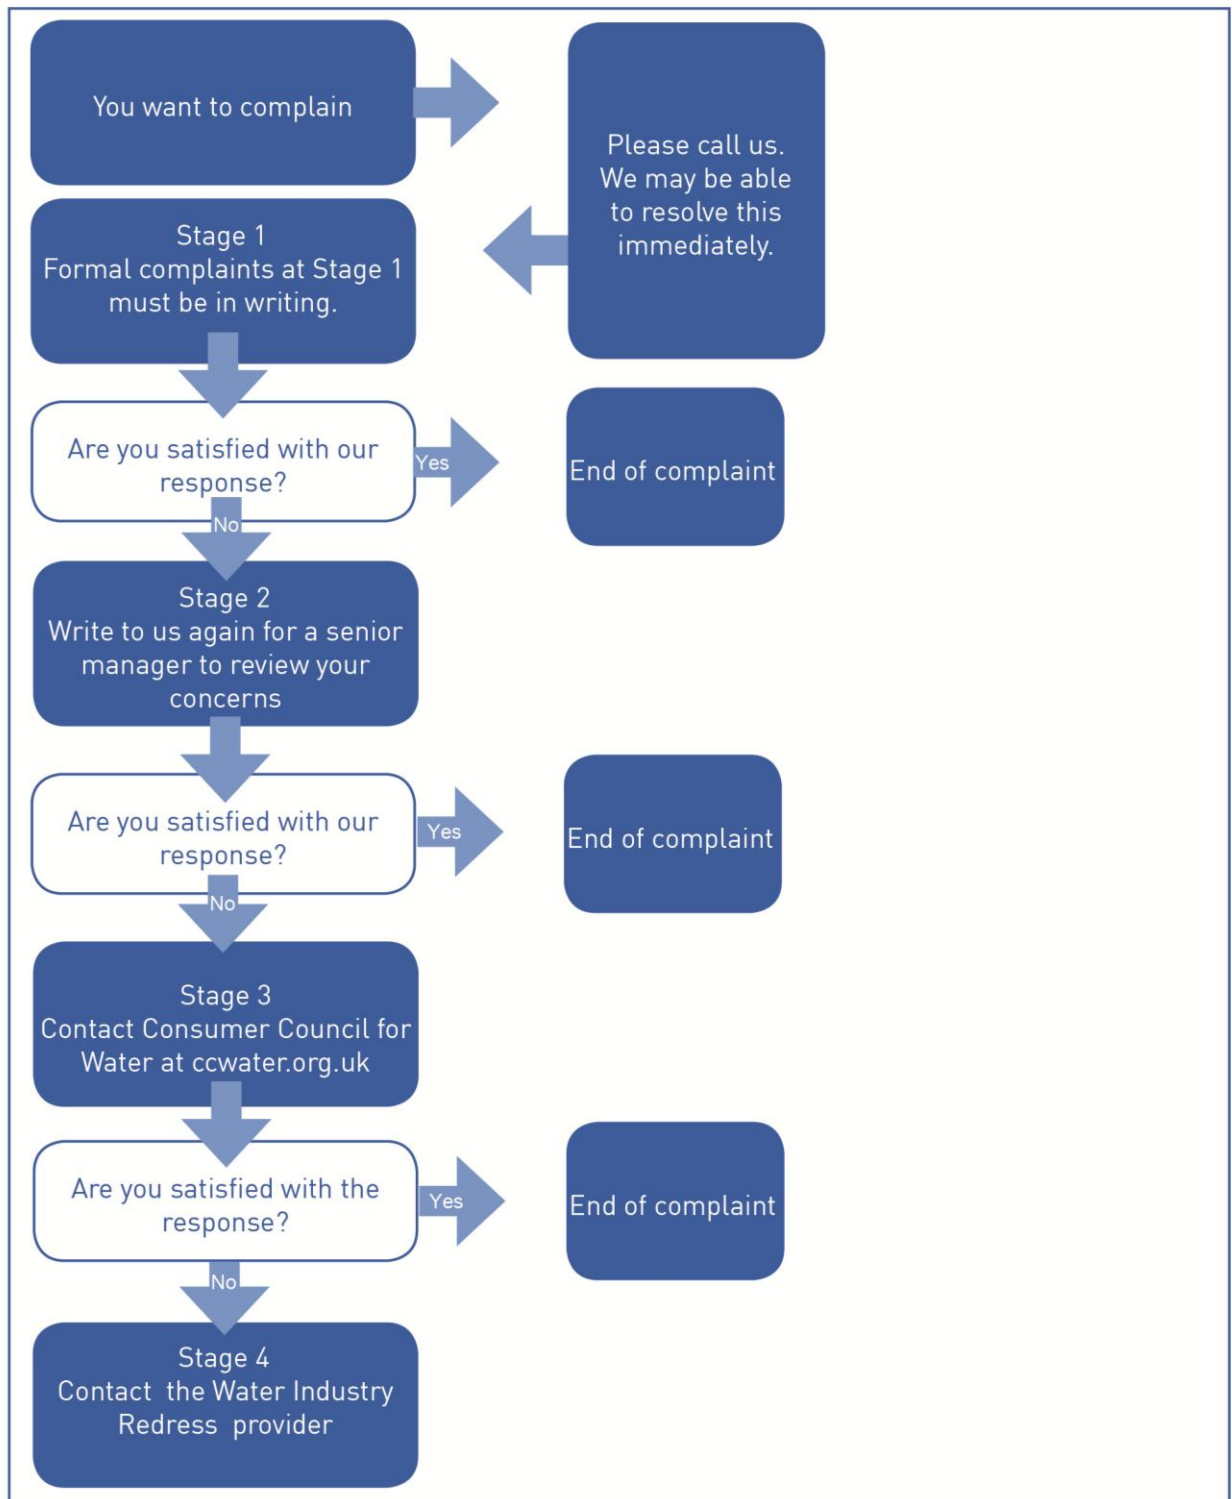 You want to complain
Please call us.
We may be able
to resolve this
immediately.
Stage 1
Formal complaints at Stage 1
must be in writing.
Are you satisfied with our
response?
Yes
End of complaint
No
Stage 2
Write to us again for a senior
manager to review your
concerns
Are you satisfied with our
response?
Yes
End of complaint
No
Stage 3
Contact Consumer Council for
Water at ccwater.org.uk
Are you satisfied with the
response?
Yes
End of complaint
No
Stage 4
Contact the Water Industry
Redress provider